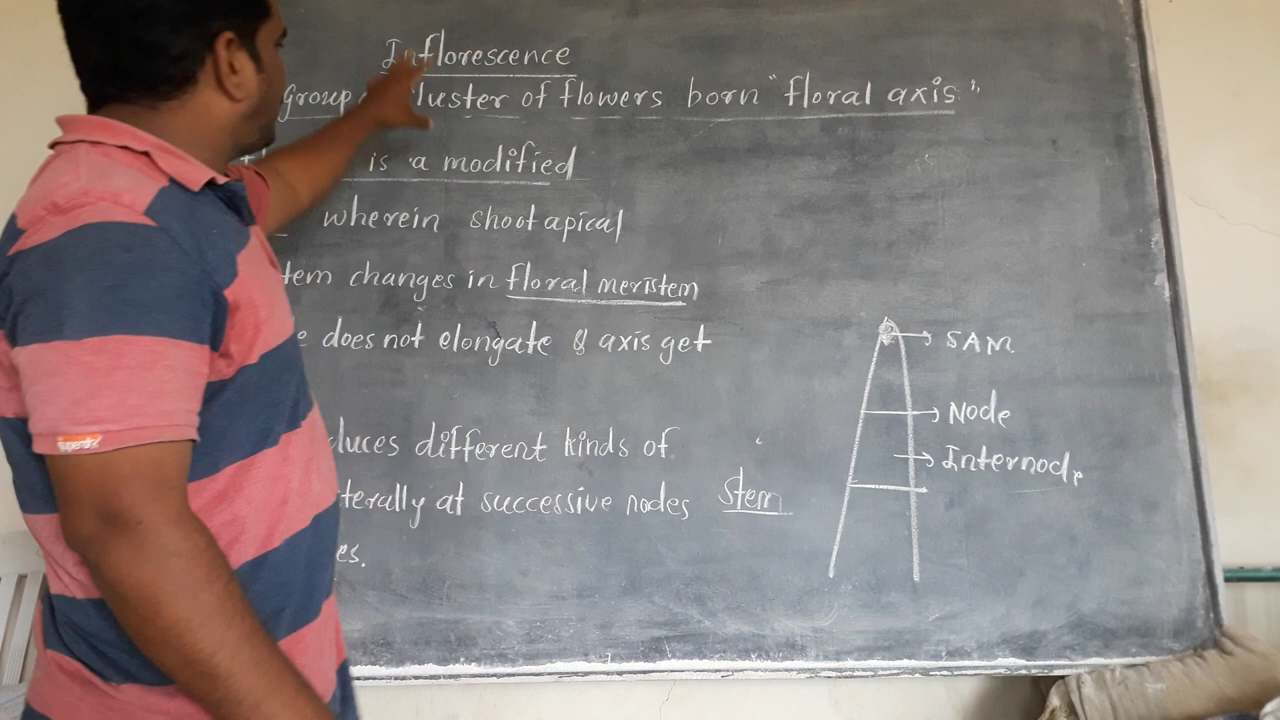 Inflorescence
group cluster of flowers born "floral axis".
is a modified
wherein shoot apical
tem changes in floral meristem
e does not elongate & axis get
duces different kinds of
terally at successive nodes
es.
Stem
SAM
Node
Internode